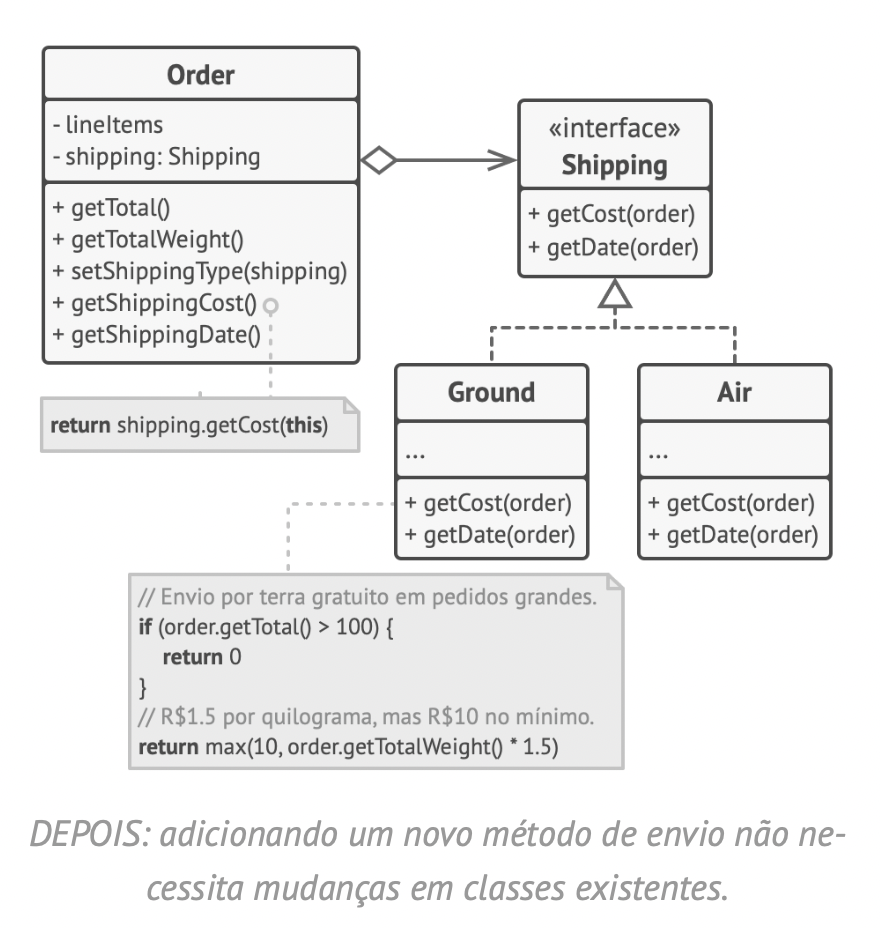 Order
- lineItems
- shipping: Shipping
+ getTotal()
+ getTotalWeight()
+ setShippingType(shipping)
+ getShippingCost()
+ getShippingDate()
return shipping.getCost(this)
«interface»
Shipping
+ getCost(order)
+ getDate(order)
Ground
...
+ getCost(order)
+ getDate(order)
Air
...
+ getCost(order)
+ getDate(order)
// Envio por terra gratuito em pedidos grandes.
if (order.getTotal() > 100) {
return 0
}
// R$1.5 por quilograma, mas R$10 no mínimo.
return max(10, order.getTotalWeight() * 1.5)
DEPOIS: adicionando um novo método de envio não ne-
cessita mudanças em classes existentes.